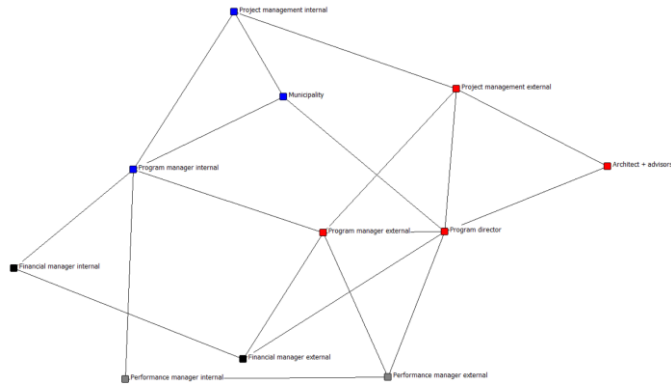 Project management internal
Project management external
Municipality
Architect + advisors
Program manager internal
Program manager external
Program director
Financial manager internal
Financial manager external
Performance manager internal
Performance manager external